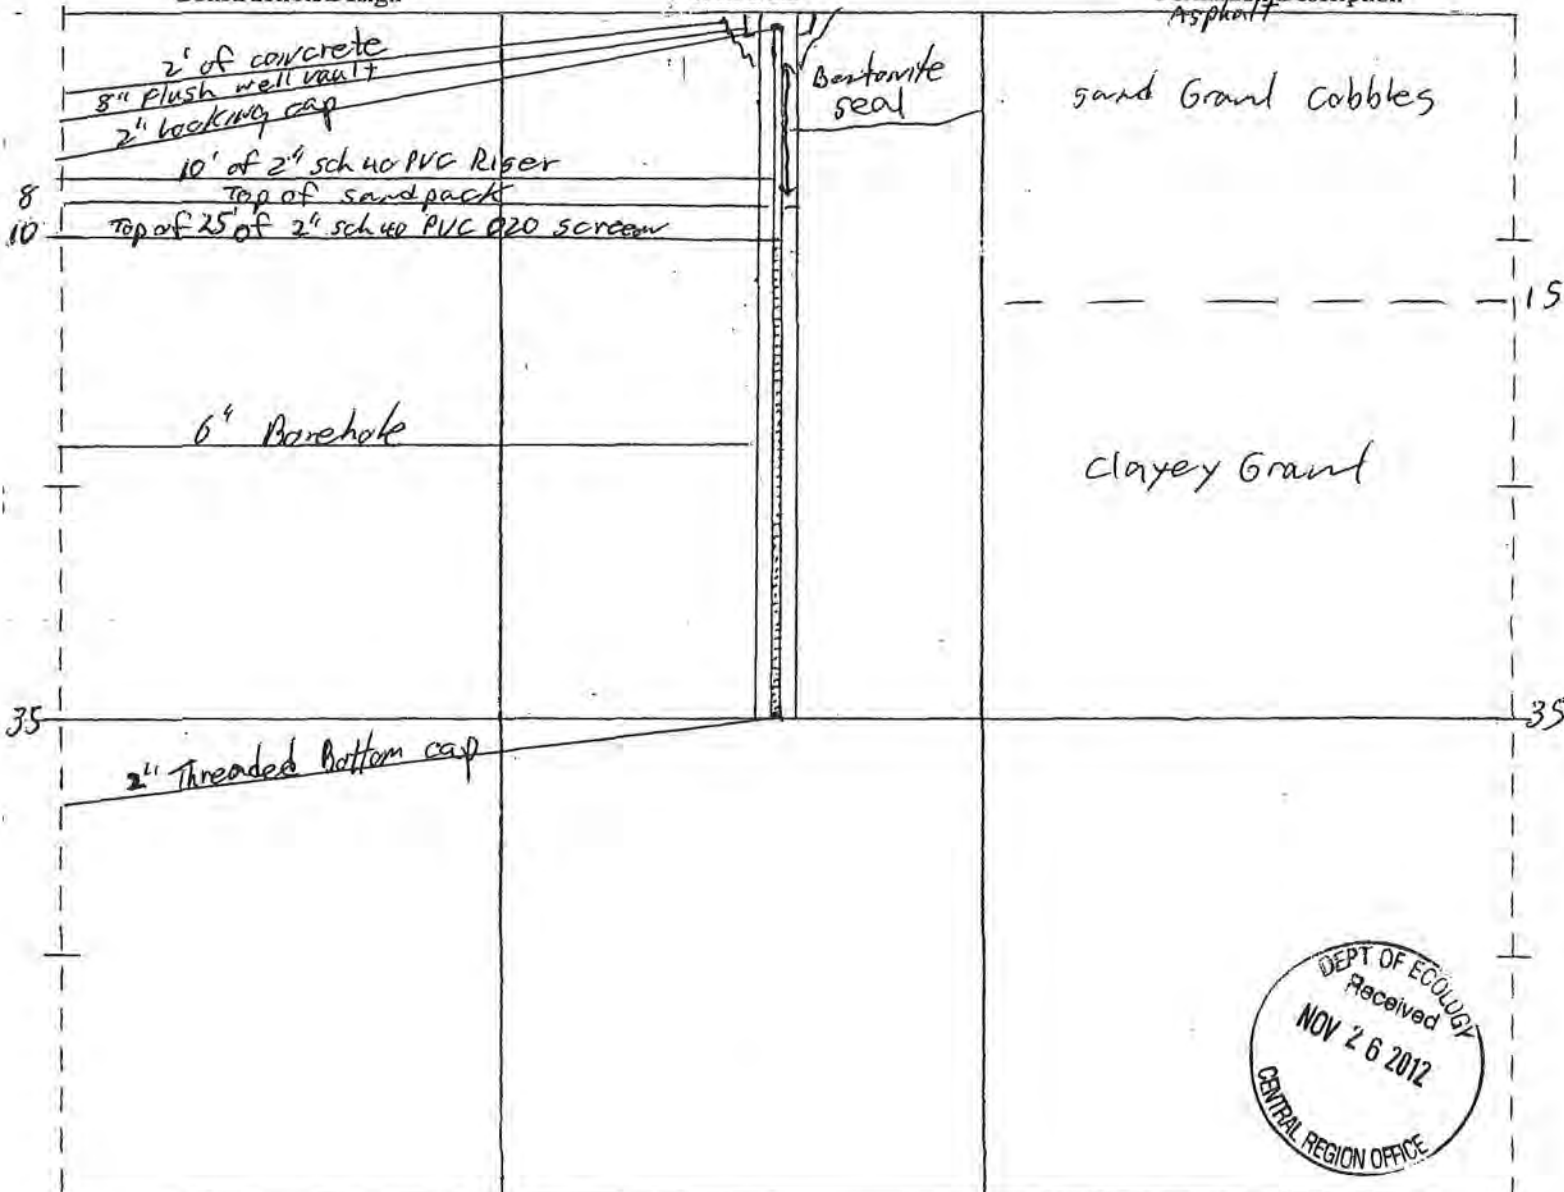 Asphalt
2' of concrete
8" flush well vault
2" Locking cap
10' of 2" sch 40 PVC Riser
8
Top of sandpack
10
Top of 25' of 2" sch 40 PVC 020 screen
Bentonite
seal
sand Gravel Cobbles
15
6" Borehole
Clayey Gravel
35
35
2" Threaded Bottom cap
DEPT OF ECOLOGY
Received
NOV 26 2012
CENTRAL REGION OFFICE